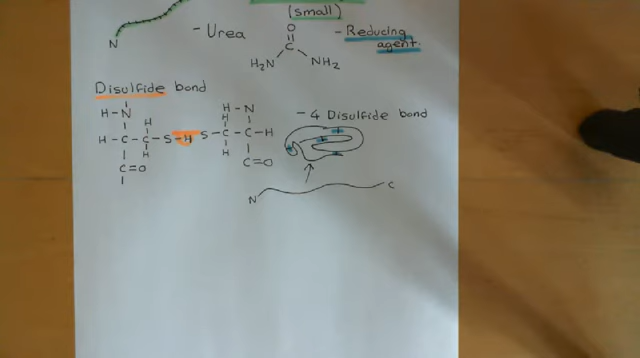 (small)
N
- Urea
O
C
H₂N
NH₂
- Reducing agent.
Disulfide bond
H-N
H
H-C-C-S-H
H
C=O
H-N
H
S-C-C-H
H
C=O
- 4 Disulfide bond
N
C